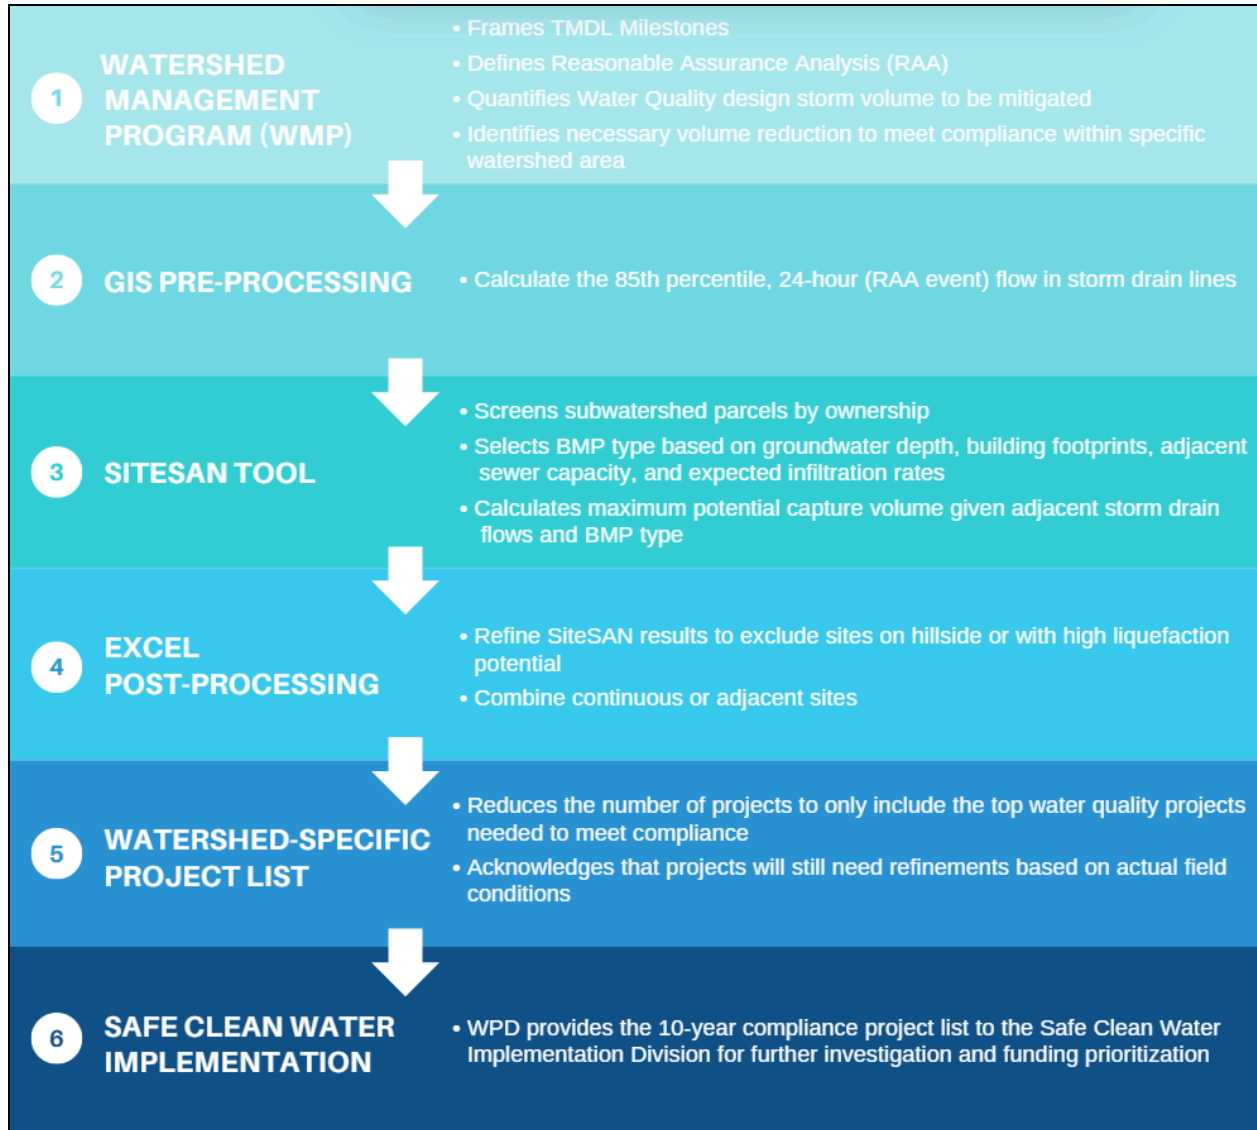 1
WATERSHED
MANAGEMENT
PROGRAM (WMP)
• Frames TMDL Milestones
• Defines Reasonable Assurance Analysis (RAA)
• Quantifies Water Quality design storm volume to be mitigated
• Identifies necessary volume reduction to meet compliance within specific
watershed area
2
GIS PRE-PROCESSING
• Calculate the 85th percentile, 24-hour (RAA event) flow in storm drain lines
3
SITESAN TOOL
• Screens subwatershed parcels by ownership
• Selects BMP type based on groundwater depth, building footprints, adjacent
sewer capacity, and expected infiltration rates
• Calculates maximum potential capture volume given adjacent storm drain
flows and BMP type
4
EXCEL
POST-PROCESSING
• Refine SiteSAN results to exclude sites on hillside or with high liquefaction
potential
• Combine continuous or adjacent sites
5
WATERSHED-SPECIFIC
PROJECT LIST
• Reduces the number of projects to only include the top water quality projects
needed to meet compliance
• Acknowledges that projects will still need refinements based on actual field
conditions
6
SAFE CLEAN WATER
IMPLEMENTATION
• WPD provides the 10-year compliance project list to the Safe Clean Water
Implementation Division for further investigation and funding prioritization